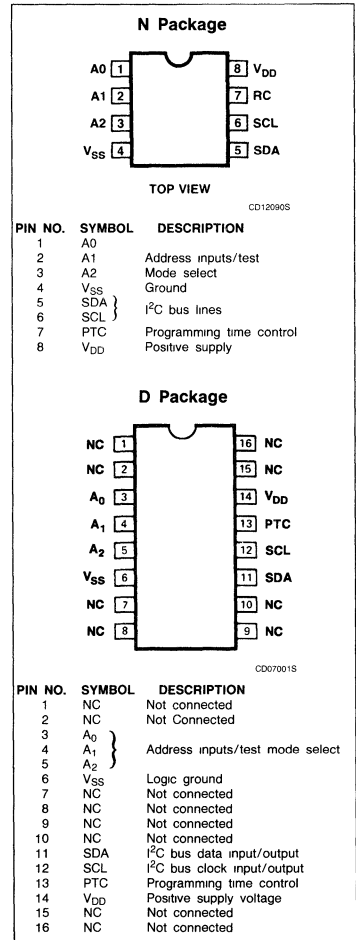 N Package
A0 1 8 VDD
A1 2 7 RC
A2 3 6 SCL
VSS 4 5 SDA
TOP VIEW
CD12090S
PIN NO. SYMBOL DESCRIPTION
1 A0
2 A1 Address inputs/test
3 A2 Mode select
4 VSS Ground
5 SDA
I²C bus lines
6 SCL
7 PTC Programming time control
8 VDD Positive supply
D Package
NC 1 16 NC
NC 2 15 NC
A0 3 14 VDD
A1 4 13 PTC
A2 5 12 SCL
VSS 6 11 SDA
NC 7 10 NC
NC 8 9 NC
CD07001S
PIN NO. SYMBOL DESCRIPTION
1 NC Not connected
2 NC Not Connected
3 A0
4 A1 Address inputs/test mode select
5 A2
6 VSS Logic ground
7 NC Not connected
8 NC Not connected
9 NC Not connected
10 NC Not connected
11 SDA I²C bus data input/output
12 SCL I²C bus clock input/output
13 PTC Programming time control
14 VDD Positive supply voltage
15 NC Not connected
16 NC Not connected